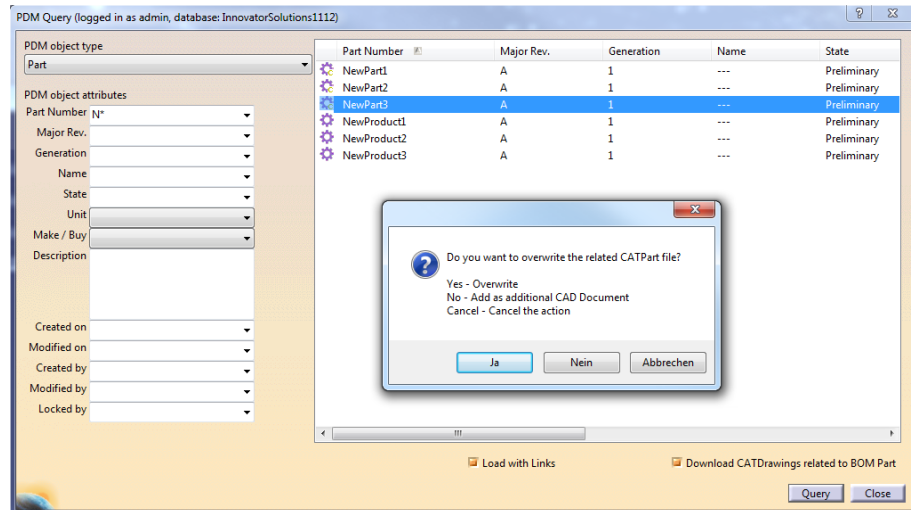 PDM Query (logged in as admin, database: InnovatorSolutions1112)
PDM object type
Part
PDM object attributes
Part Number N*
Major Rev.
Generation
Name
State
Unit
Make / Buy
Description
Created on
Modified on
Created by
Modified by
Locked by
Part Number Major Rev. Generation Name State
NewPart1 A 1 --- Preliminary
NewPart2 A 1 --- Preliminary
NewPart3 A 1 --- Preliminary
NewProduct1 A 1 --- Preliminary
NewProduct2 A 1 --- Preliminary
NewProduct3 A 1 --- Preliminary
Do you want to overwrite the related CATPart file?
Yes - Overwrite
No - Add as additional CAD Document
Cancel - Cancel the action
Ja Nein Abbrechen
Load with Links Download CATDrawings related to BOM Part
Query Close